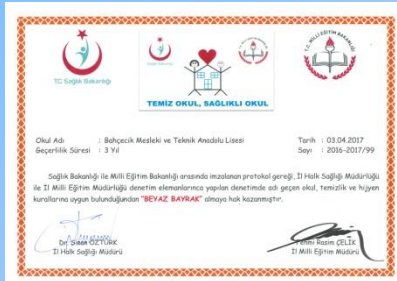 T.C. Sağlık Bakanlığı
T.C. MİLLİ EĞİTİM BAKANLIĞI
TEMİZ OKUL, SAĞLIKLI OKUL
Okul Adı : Bahçecik Mesleki ve Teknik Anadolu Lisesi
Tarih : 03.04.2017
Geçerlilik Süresi : 3 Yıl
Sayı : 2016-2017/99
Sağlık Bakanlığı ile Milli Eğitim Bakanlığı arasında imzalanan protokol gereği, İl Halk Sağlığı Müdürlüğü
ile İl Milli Eğitim Müdürlüğü denetim elemanlarınca yapılan denetimde adı geçen okul, temizlik ve hijyen
kurallarına uygun bulunduğundan "BEYAZ BAYRAK" almaya hak kazanmıştır.
Dr. Sinan ÖZTÜRK
İl Halk Sağlığı Müdürü
Fehmi Rasim ÇELİK
İl Milli Eğitim Müdürü